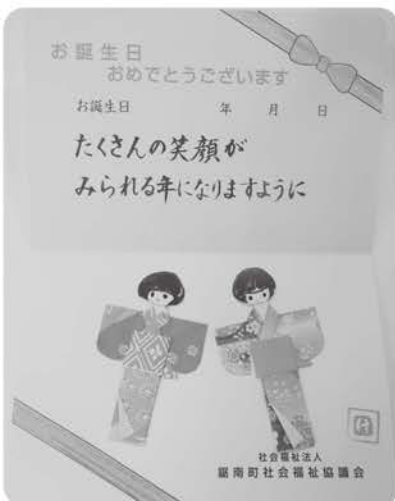 お誕生日
おめでとうございます
お誕生日　　　年　月　日
たくさんの笑顔が
みられる年になりますように
社会福祉法人
鋸南町社会福祉協議会